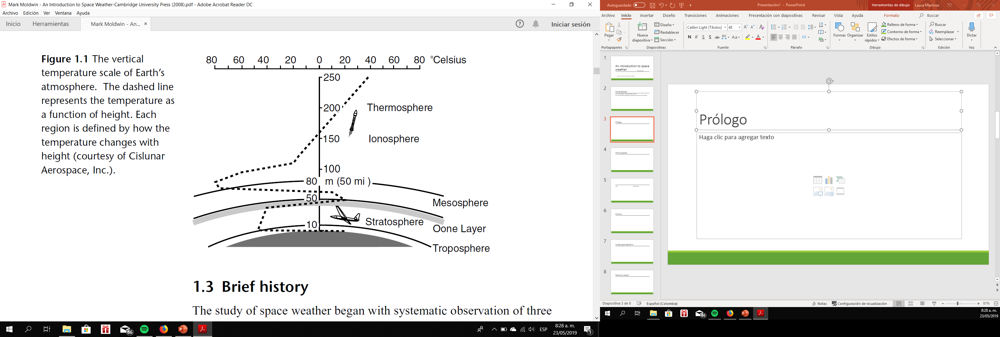 Mark Moldwin - An Introduction to Space Weather-Cambridge University Press (2008).pdf - Adobe Acrobat Reader DC
Archivo Edición Ver Ventana Ayuda
Inicio Herramientas Mark Moldwin - An... × Iniciar sesión
Figure 1.1 The vertical
temperature scale of Earth's
atmosphere. The dashed line
represents the temperature as
a function of height. Each
region is defined by how the
temperature changes with
height (courtesy of Cislunar
Aerospace, Inc.).
80 60 40 20 0 20 40 60 80 °Celsius
250
200 Thermosphere
150 Ionosphere
100
80 m (50 mi )
50
Mesosphere
10 Stratosphere
Oone Layer
Troposphere
1.3 Brief history
The study of space weather began with systematic observation of three
86
ESP
8:28 a. m.
23/05/2019
1
Autoguardado Presentación1 - PowerPoint Herramientas de dibujo Laura Martinez
Archivo Inicio Insertar Diseño Transiciones Animaciones Presentación con diapositivas Revisar Vista Ayuda Formato Buscar
Pegar
Nueva
diapositiva
Diseño
Restablecer
Sección
Calibri Light (Títulos) 48
N K S S ab AV Aa A
Formas Organizar Estilos
rápidos
Relleno de forma
Contorno de forma
Efectos de forma
Buscar
Reemplazar
Seleccionar
Dictar
Portapapeles Diapositivas Fuente Párrafo Dibujo Edición Voz
1
An introduction to space
weather
2
Generalidades
3
Prólogo
4
Clima espacial
5
6
Auroras
7
Campo geomagnético
8
Manchas solares
Prólogo
Haga clic para agregar texto
Diapositiva 3 de 8 Español (Colombia) Notas Configuración de visualización 81%
86
8:28 a. m.
23/05/2019